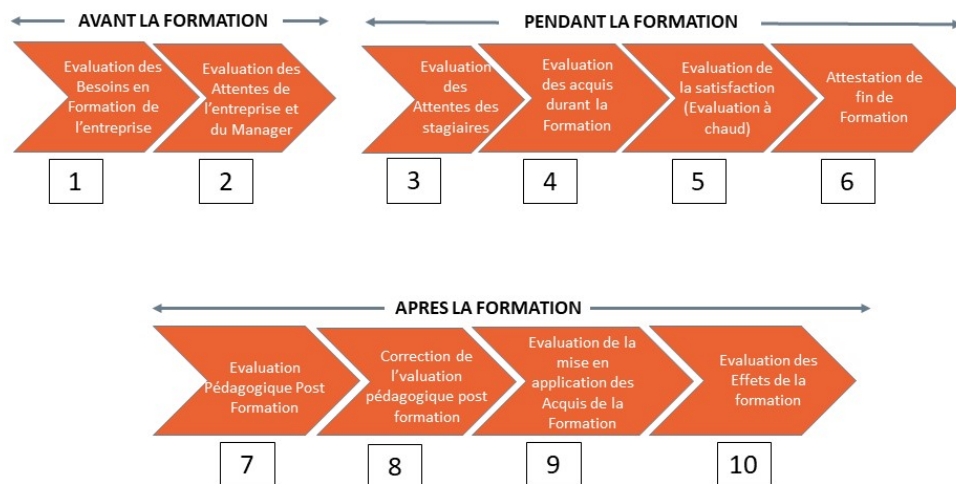 AVANT LA FORMATION
PENDANT LA FORMATION
Evaluation des
Besoins en
Formation de
l'entreprise
Evaluation des
Attentes de
l'entreprise et
du Manager
Evaluation
des
Attentes des
stagiaires
Evaluation
des acquis
durant la
Formation
Evaluation de
la satisfaction
(Evaluation à
chaud)
Attestation de
fin de
Formation
1
2
3
4
5
6
APRES LA FORMATION
Evaluation
Pédagogique Post
Formation
Correction de
l'valuation
pédagogique post
formation
Evaluation de la
mise en
application des
Acquis de la
Formation
Evaluation des
Effets de la
formation
7
8
9
10